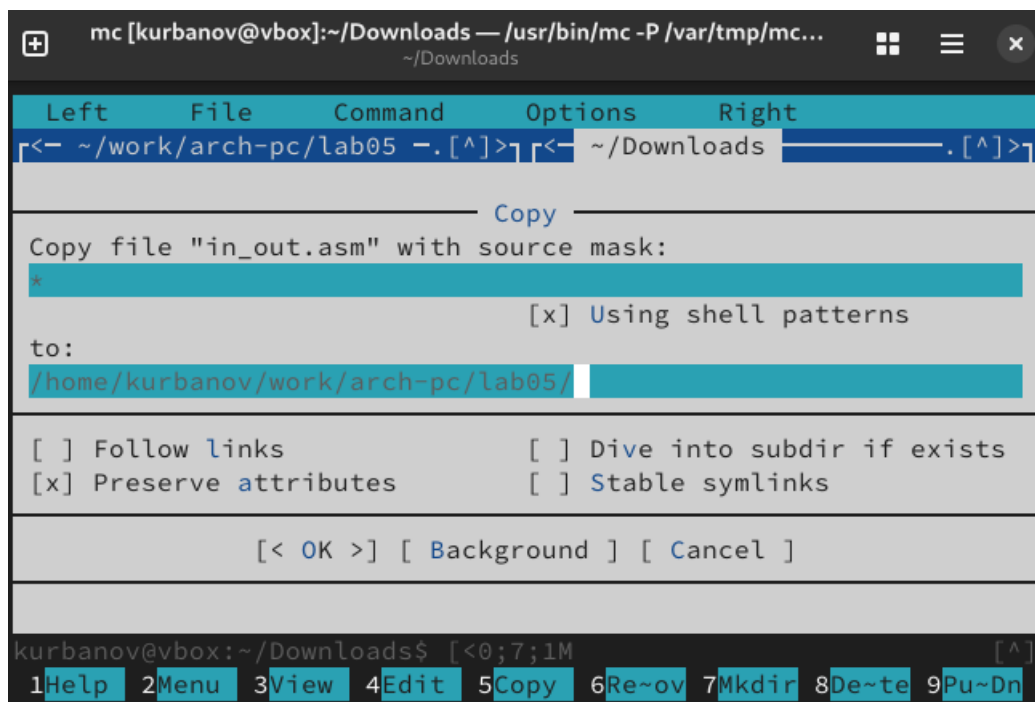 mc [kurbanov@vbox]:~/Downloads — /usr/bin/mc -P /var/tmp/mc...
~/Downloads
Left File Command Options Right
<- ~/work/arch-pc/lab05 -.[^]> <- ~/Downloads .[^]>
Copy
Copy file "in_out.asm" with source mask:
*
[x] Using shell patterns
to:
/home/kurbanov/work/arch-pc/lab05/
[ ] Follow links [ ] Dive into subdir if exists
[x] Preserve attributes [ ] Stable symlinks
[< OK >] [ Background ] [ Cancel ]
kurbanov@vbox:~/Downloads$ [<0;7;1M [^]
1Help 2Menu 3View 4Edit 5Copy 6Re~ov 7Mkdir 8De~te 9Pu~Dn